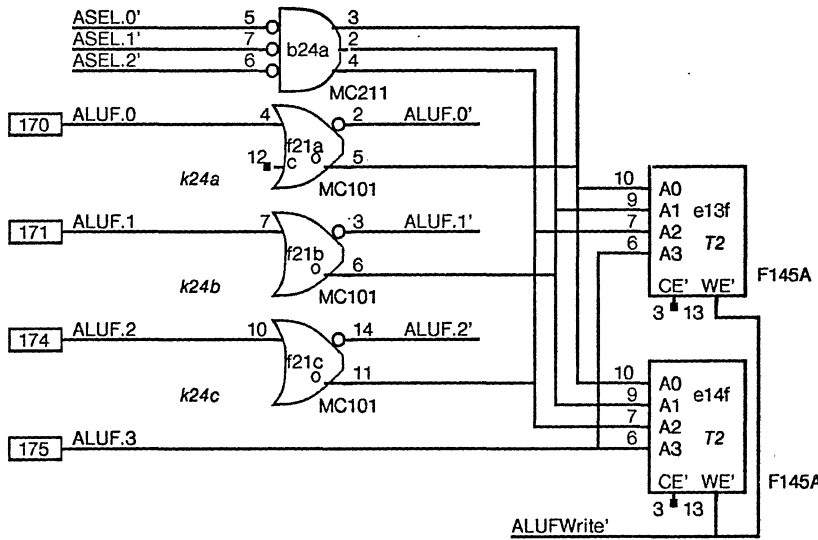 ASEL.0' 5 3
ASEL.1' 7 b24a 2
ASEL.2' 6 4
MC211
170 ALUF.0 4 2 ALUF.0'
f21a
12 c o 5
k24a MC101
10 A0
171 ALUF.1 7 3 ALUF.1' 9 A1 e13f
f21b 7 A2 T2
o 6 6 A3
k24b MC101 CE' WE' F145A
3 13
174 ALUF.2 10 14 ALUF.2'
f21c
o 11 10 A0 e14f
k24c MC101 9 A1
7 A2 T2
175 ALUF.3 6 A3
CE' WE' F145A
3 13
ALUFWrite'